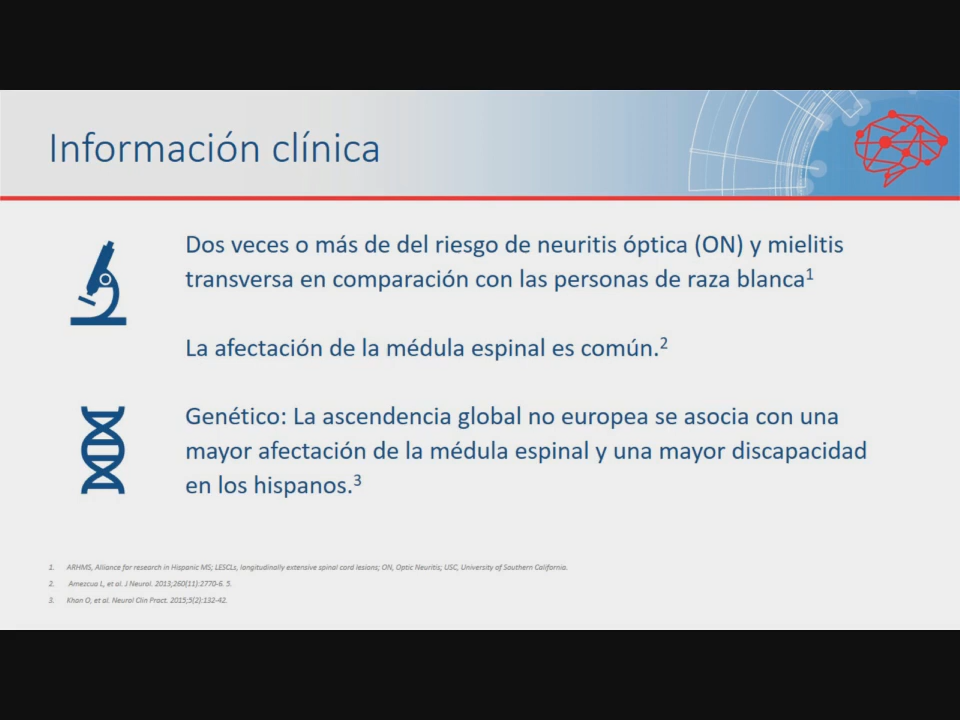 Información clínica
Dos veces o más de del riesgo de neuritis óptica (ON) y mielitis
transversa en comparación con las personas de raza blanca¹
La afectación de la médula espinal es común.²
Genético: La ascendencia global no europea se asocia con una
mayor afectación de la médula espinal y una mayor discapacidad
en los hispanos.³
1. ARHMS, Alliance for research in Hispanic MS; LESCLs, longitudinally extensive spinal cord lesions; ON, Optic Neuritis; USC, University of Southern California.
2. Amezcua L, et al. J Neurol. 2013;260(11):2770-6. 5.
3. Khan O, et al. Neurol Clin Pract. 2015;5(2):132-42.